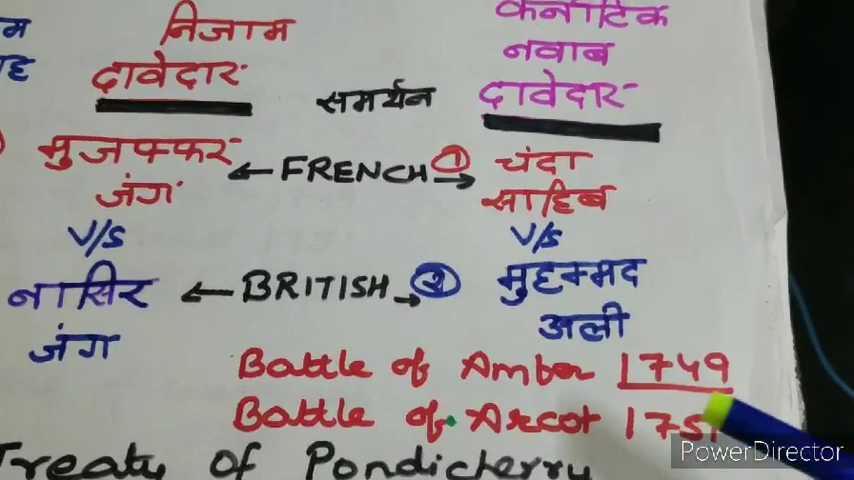 निजाम
कर्नाटिक
नवाब
दावेदार
समर्थन
दावेदार
मुजफ्फर ← FRENCH ① → चंदा
जंग
साहिब
V/S
V/S
नासिर ← BRITISH → ② मुहम्मद
जंग
अली
Battle of Amber 1749
Battle of Arcot 1751
Treaty of Pondicherry
PowerDirector